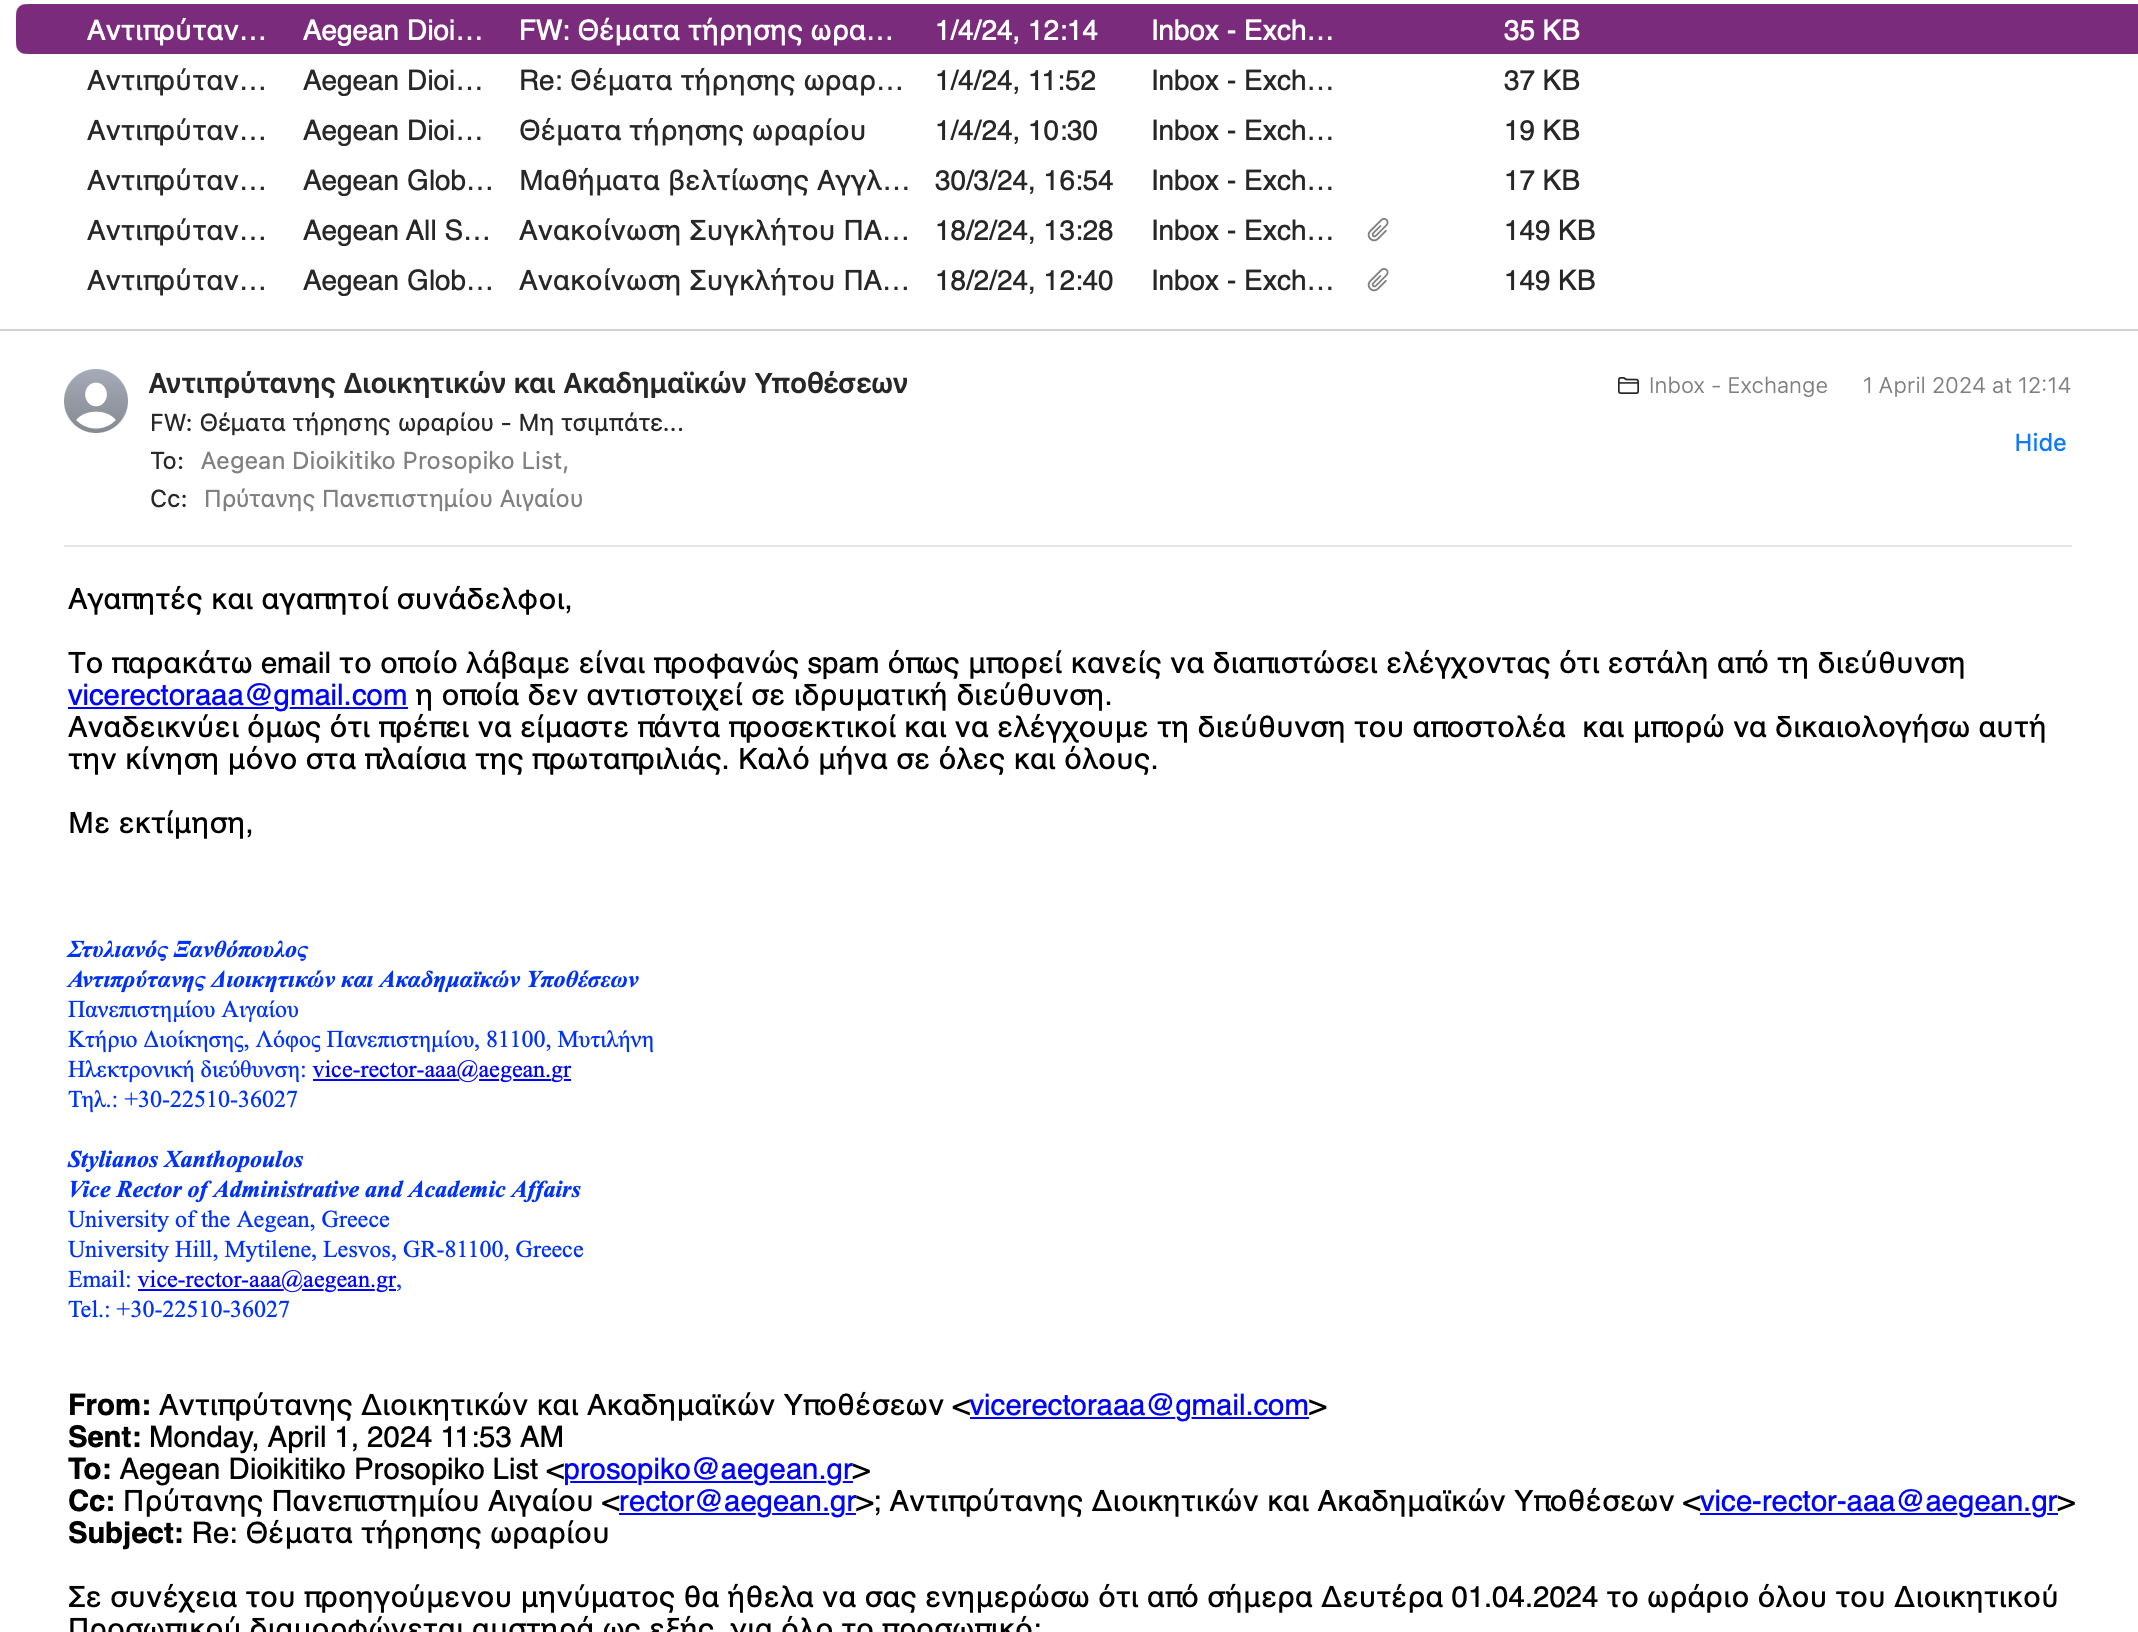 Αντιπρύταν... Aegean Dioi... FW: Θέματα τήρησης ωρα... 1/4/24, 12:14 Inbox - Exch... 35 KB
Αντιπρύταν... Aegean Dioi... Re: Θέματα τήρησης ωραρ... 1/4/24, 11:52 Inbox - Exch... 37 KB
Αντιπρύταν... Aegean Dioi... Θέματα τήρησης ωραρίου 1/4/24, 10:30 Inbox - Exch... 19 KB
Αντιπρύταν... Aegean Glob... Μαθήματα βελτίωσης Αγγλ... 30/3/24, 16:54 Inbox - Exch... 17 KB
Αντιπρύταν... Aegean All S... Ανακοίνωση Συγκλήτου ΠΑ... 18/2/24, 13:28 Inbox - Exch... 149 KB
Αντιπρύταν... Aegean Glob... Ανακοίνωση Συγκλήτου ΠΑ... 18/2/24, 12:40 Inbox - Exch... 149 KB
Αντιπρύτανης Διοικητικών και Ακαδημαϊκών Υποθέσεων Inbox - Exchange 1 April 2024 at 12:14
FW: Θέματα τήρησης ωραρίου - Μη τσιμπάτε...
Hide
To: Aegean Dioikitiko Prosopiko List,
Cc: Πρύτανης Πανεπιστημίου Αιγαίου
Αγαπητές και αγαπητοί συνάδελφοι,
Το παρακάτω email το οποίο λάβαμε είναι προφανώς spam όπως μπορεί κανείς να διαπιστώσει ελέγχοντας ότι εστάλη από τη διεύθυνση
vicerectoraaa@gmail.com η οποία δεν αντιστοιχεί σε ιδρυματική διεύθυνση.
Αναδεικνύει όμως ότι πρέπει να είμαστε πάντα προσεκτικοί και να ελέγχουμε τη διεύθυνση του αποστολέα  και μπορώ να δικαιολογήσω αυτή
την κίνηση μόνο στα πλαίσια της πρωταπριλιάς. Καλό μήνα σε όλες και όλους.
Με εκτίμηση,
Στυλιανός Ξανθόπουλος
Αντιπρύτανης Διοικητικών και Ακαδημαϊκών Υποθέσεων
Πανεπιστημίου Αιγαίου
Κτήριο Διοίκησης, Λόφος Πανεπιστημίου, 81100, Μυτιλήνη
Ηλεκτρονική διεύθυνση: vice-rector-aaa@aegean.gr
Τηλ.: +30-22510-36027
Stylianos Xanthopoulos
Vice Rector of Administrative and Academic Affairs
University of the Aegean, Greece
University Hill, Mytilene, Lesvos, GR-81100, Greece
Email: vice-rector-aaa@aegean.gr,
Tel.: +30-22510-36027
From: Αντιπρύτανης Διοικητικών και Ακαδημαϊκών Υποθέσεων <vicerectoraaa@gmail.com>
Sent: Monday, April 1, 2024 11:53 AM
To: Aegean Dioikitiko Prosopiko List <prosopiko@aegean.gr>
Cc: Πρύτανης Πανεπιστημίου Αιγαίου <rector@aegean.gr>; Αντιπρύτανης Διοικητικών και Ακαδημαϊκών Υποθέσεων <vice-rector-aaa@aegean.gr>
Subject: Re: Θέματα τήρησης ωραρίου
Σε συνέχεια του προηγούμενου μηνύματος θα ήθελα να σας ενημερώσω ότι από σήμερα Δευτέρα 01.04.2024 το ωράριο όλου του Διοικητικού
Προσωπικού διαμορφώνεται αυστηρά ως εξής, για όλο το προσωπικό: